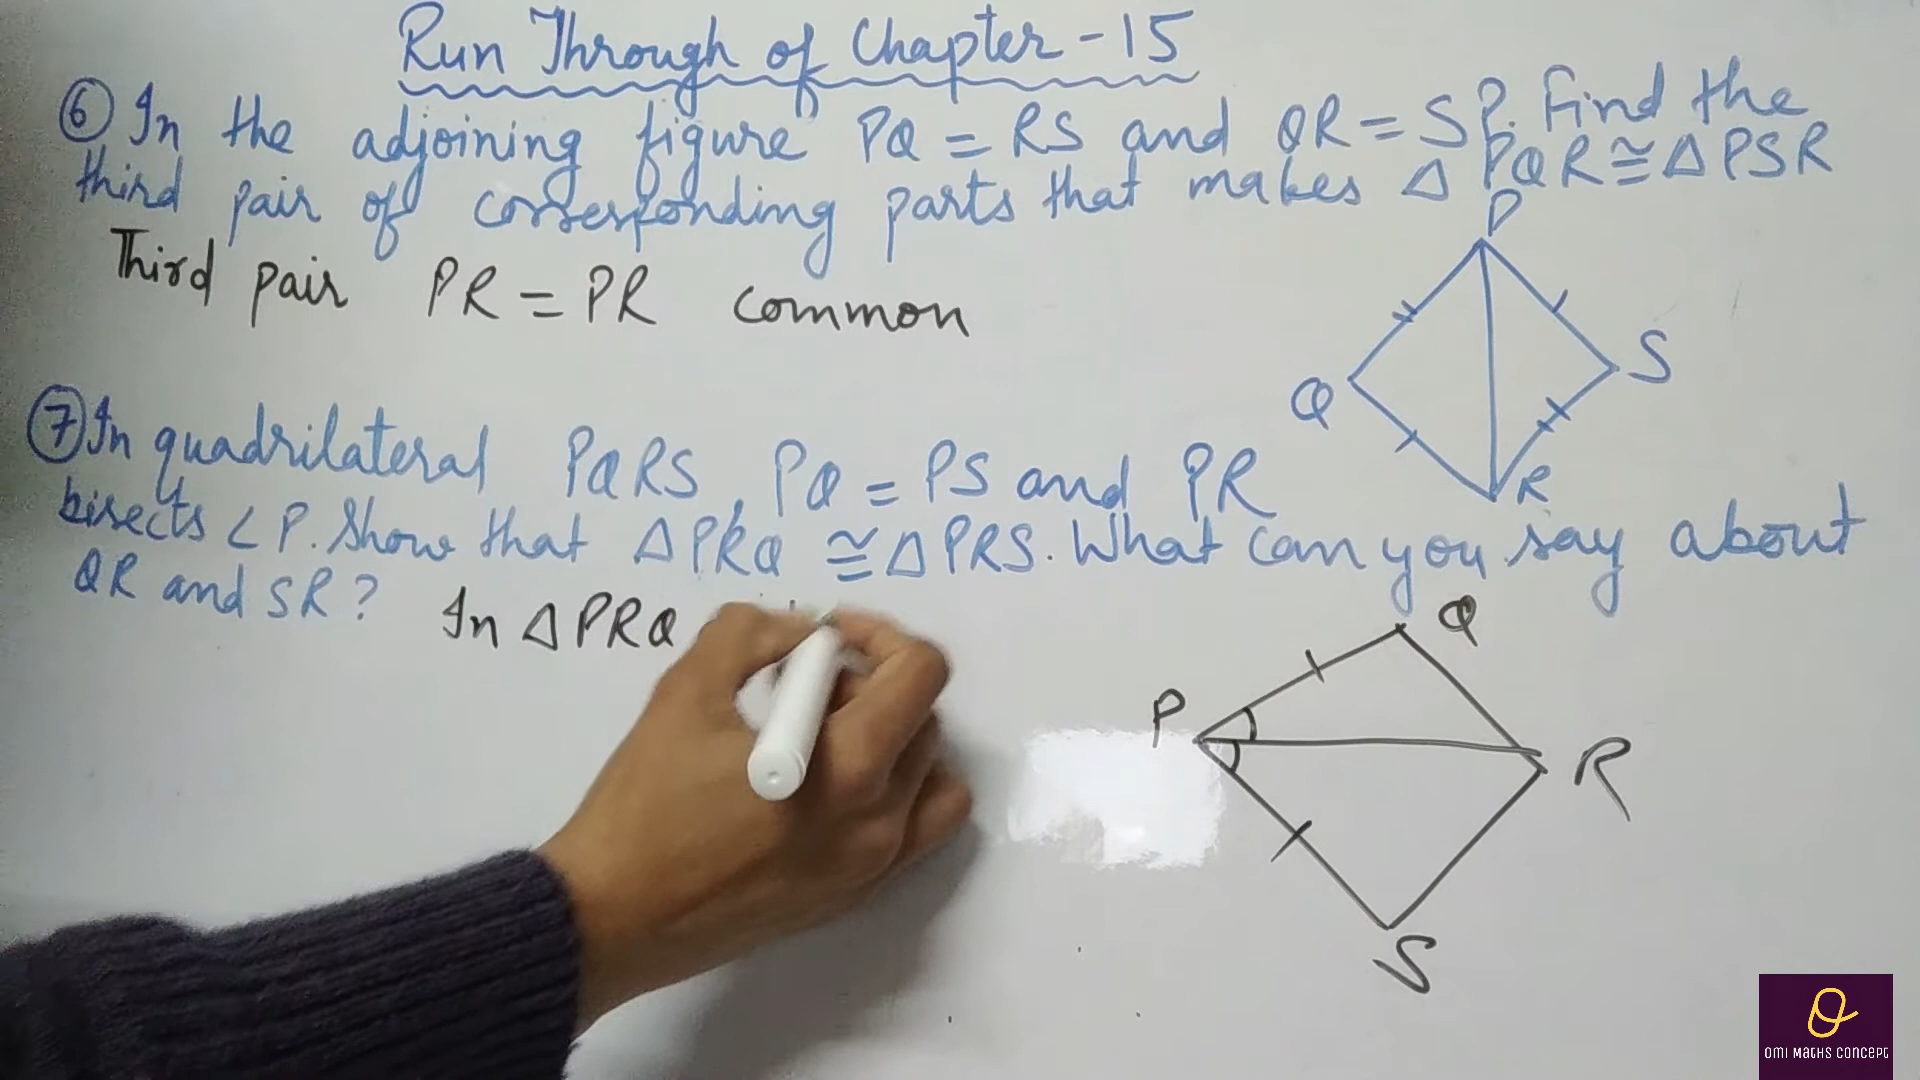 Run Through of Chapter-15
⑥ In the adjoining figure PQ = RS and QR = SP. Find the
third pair of corresponding parts that makes Δ PQR ≅ Δ PSR
Third pair PR = PR common
P
Q
S
R
⑦ In quadrilateral PQRS, PQ = PS and PR
bisects ∠P. Show that Δ PRQ ≅ Δ PRS. What can you say about
QR and SR? In Δ PRQ
Q
P
R
S
OMI MATHS CONCEPT